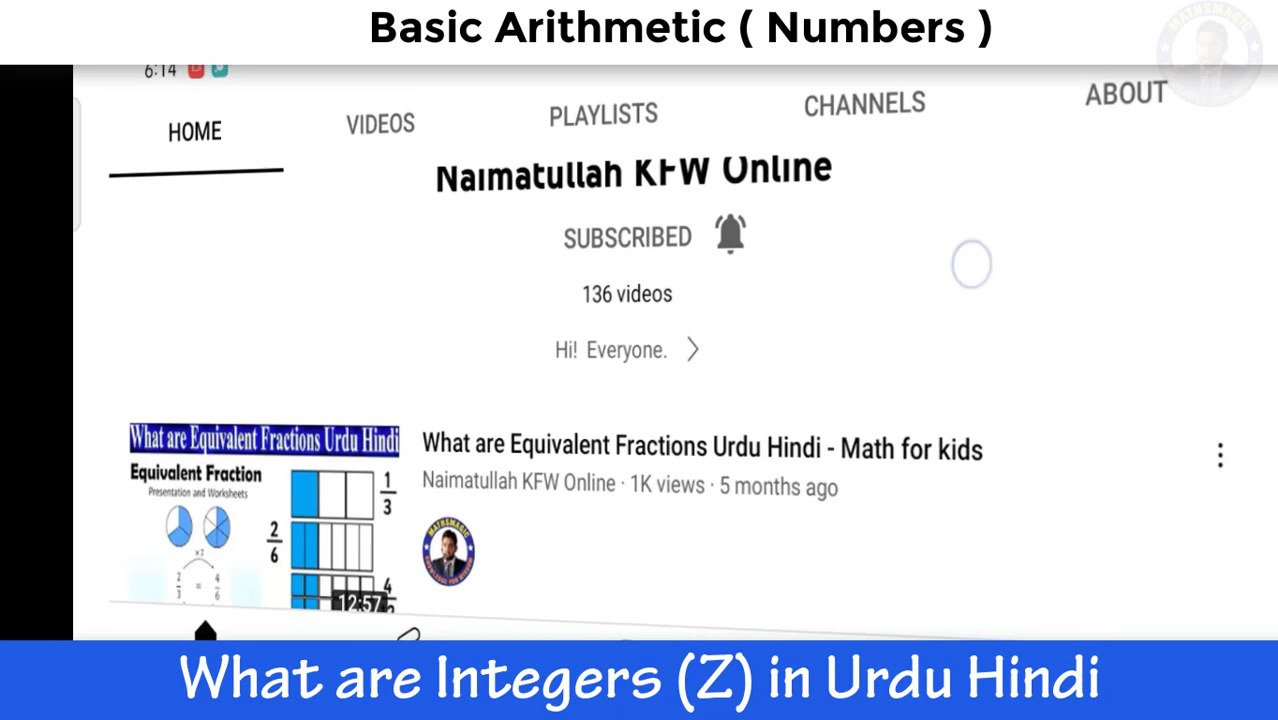 Basic Arithmetic ( Numbers )
MATHSMAGIC
6:14
HOME
VIDEOS
PLAYLISTS
CHANNELS
ABOUT
Naimatullah KFW Online
SUBSCRIBED
136 videos
Hi! Everyone.
What are Equivalent Fractions Urdu Hindi
Equivalent Fraction
Presentation and Worksheets
1/3
2/6
×2
2/3 = 4/6
12:57
What are Equivalent Fractions Urdu Hindi - Math for kids
Naimatullah KFW Online · 1K views · 5 months ago
MATHSMAGIC
What are Integers (Z) in Urdu Hindi